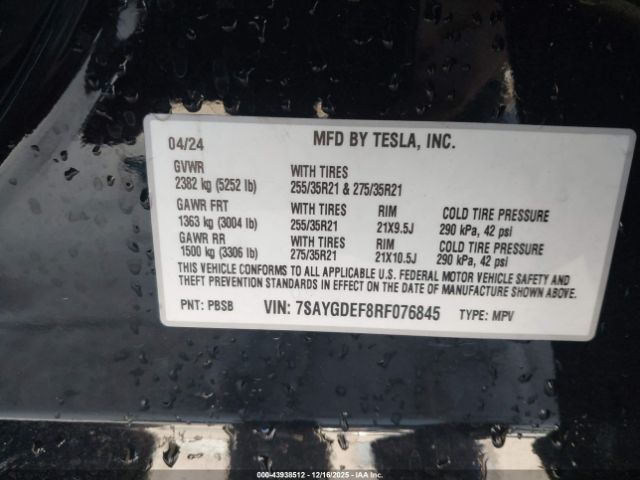 04/24 MFD BY TESLA, INC.
GVWR WITH TIRES
2382 kg (5252 lb) 255/35R21 & 275/35R21
GAWR FRT WITH TIRES RIM COLD TIRE PRESSURE
1363 kg (3004 lb) 255/35R21 21X9.5J 290 kPa, 42 psi
GAWR RR WITH TIRES RIM COLD TIRE PRESSURE
1500 kg (3306 lb) 275/35R21 21X10.5J 290 kPa, 42 psi
THIS VEHICLE CONFORMS TO ALL APPLICABLE U.S. FEDERAL MOTOR VEHICLE SAFETY AND
THEFT PREVENTION STANDARDS IN EFFECT ON THE DATE OF MANUFACTURE SHOWN ABOVE.
PNT: PBSB VIN: 7SAYGDEF8RF076845 TYPE: MPV
000-43938512 / 12/16/2025 / IAAI.COM